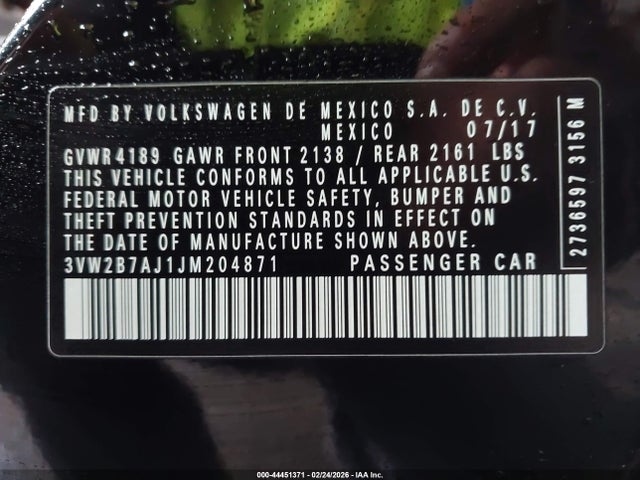 MFD BY VOLKSWAGEN DE MEXICO S.A. DE C.V.
MEXICO 07/17
GVWR 4189 GAWR FRONT 2138 / REAR 2161 LBS
THIS VEHICLE CONFORMS TO ALL APPLICABLE U.S.
FEDERAL MOTOR VEHICLE SAFETY, BUMPER AND
THEFT PREVENTION STANDARDS IN EFFECT ON
THE DATE OF MANUFACTURE SHOWN ABOVE.
3VW2B7AJ1JM204871 PASSENGER CAR
2736597 3156 M
000-44451371 - 02/24/2026 - IAA Inc.